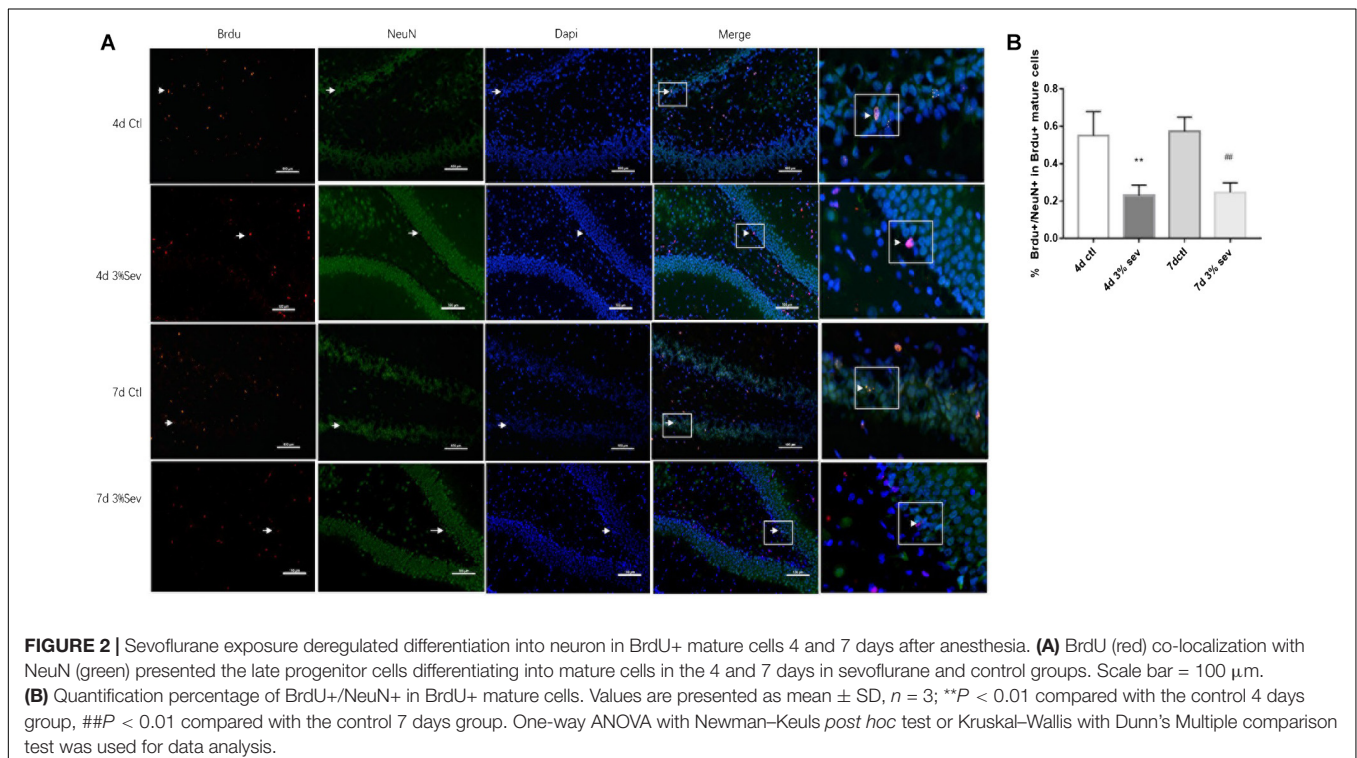 A
Brdu NeuN Dapi Merge
4d Ctl
4d 3%Sev
7d Ctl
7d 3%Sev
B
% Brdu+/NeuN+ in Brdu+ mature cells
0.8
0.6
0.4
0.2
0.0
**
##
4d ctl
4d 3% sev
7dctl
7d 3% sev
FIGURE 2 | Sevoflurane exposure deregulated differentiation into neuron in BrdU+ mature cells 4 and 7 days after anesthesia. (A) BrdU (red) co-localization with
NeuN (green) presented the late progenitor cells differentiating into mature cells in the 4 and 7 days in sevoflurane and control groups. Scale bar = 100 μm.
(B) Quantification percentage of BrdU+/NeuN+ in BrdU+ mature cells. Values are presented as mean ± SD, n = 3; **P < 0.01 compared with the control 4 days
group, ##P < 0.01 compared with the control 7 days group. One-way ANOVA with Newman–Keuls post hoc test or Kruskal–Wallis with Dunn's Multiple comparison
test was used for data analysis.